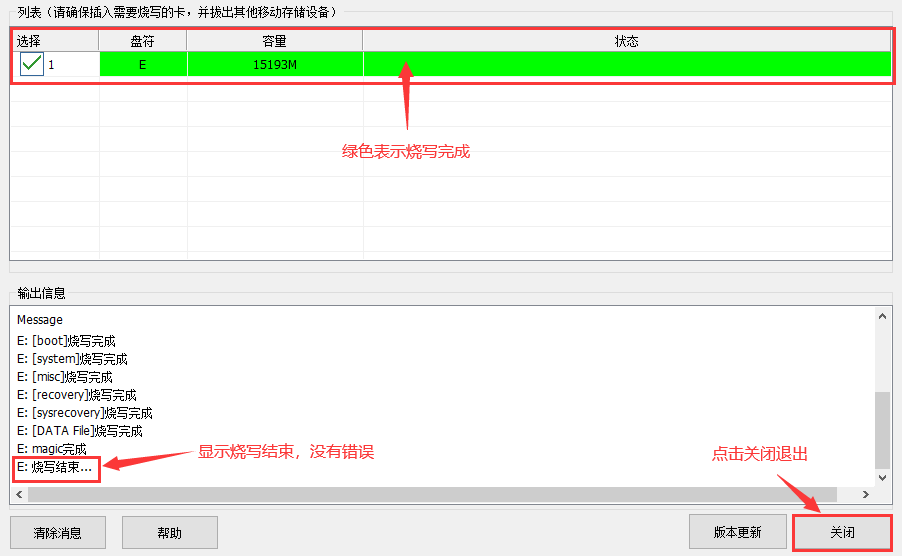 列表（请确保插入需要烧写的卡，并拔出其他移动存储设备）
选择 盘符 容量 状态
1 E 15193M
绿色表示烧写完成
输出信息
Message
E: [boot]烧写完成
E: [system]烧写完成
E: [misc]烧写完成
E: [recovery]烧写完成
E: [sysrecovery]烧写完成
E: [DATA File]烧写完成
E: magic完成
E: 烧写结束...
显示烧写结束，没有错误
点击关闭退出
清除消息 帮助 版本更新 关闭